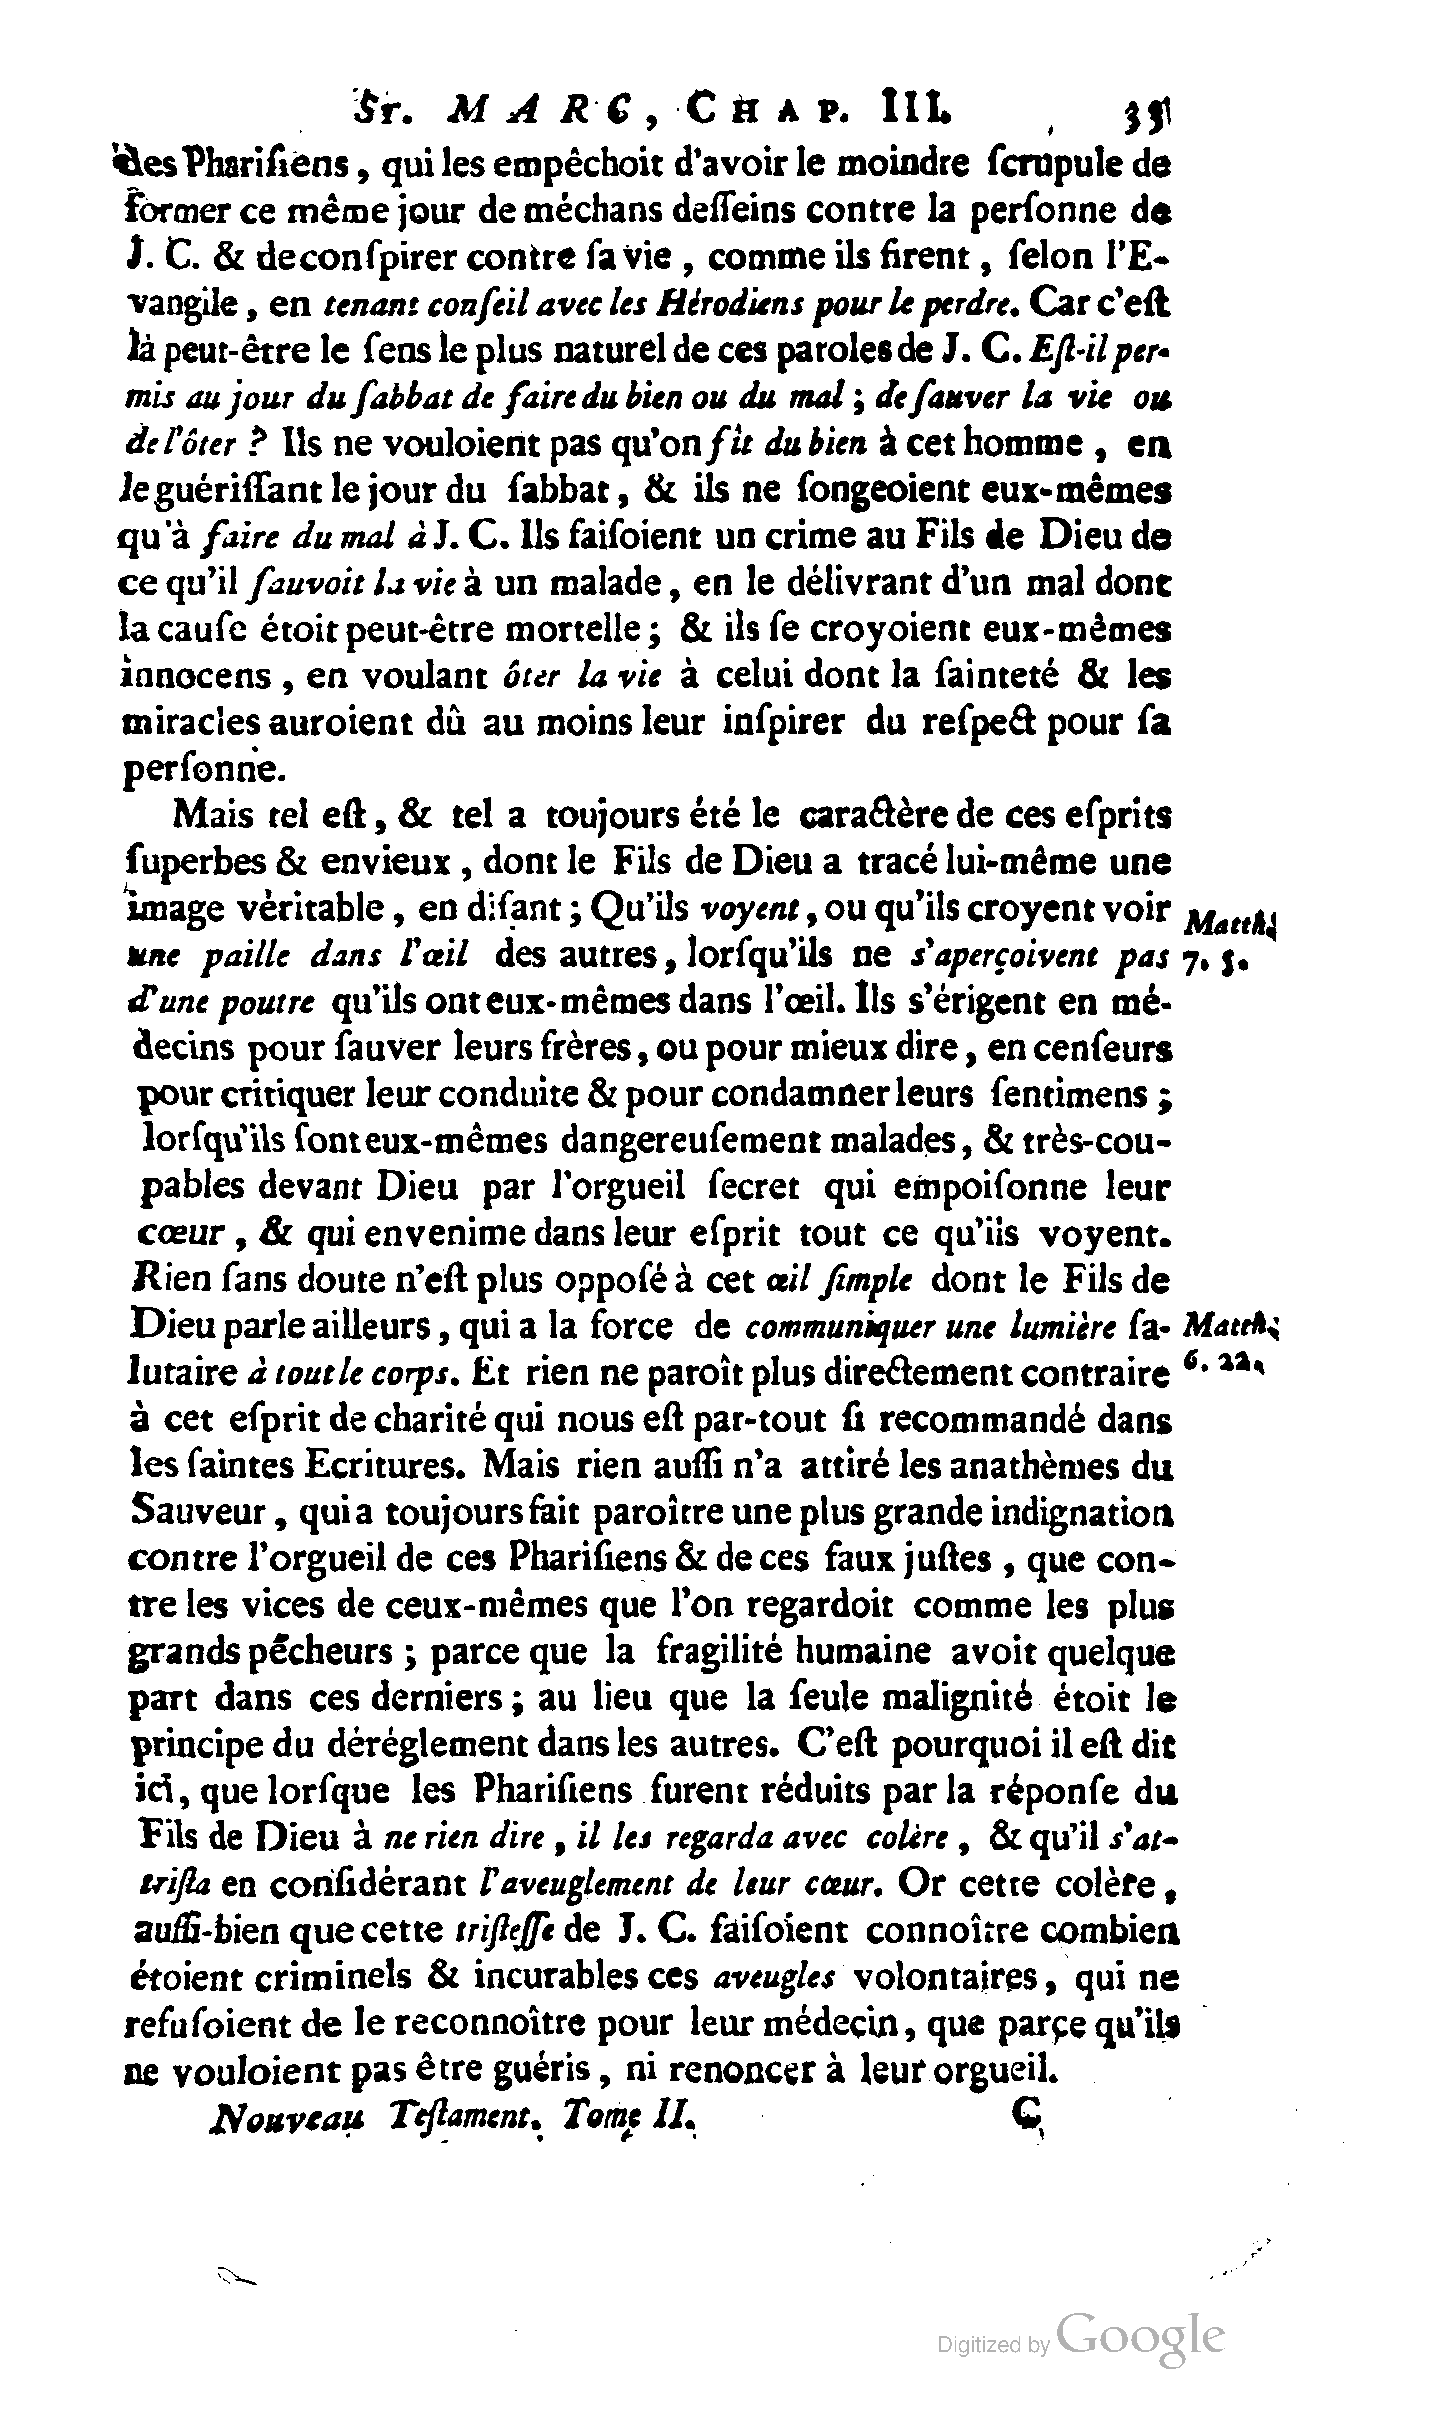 St. MARC, CHAP. III. 35
des Phariſiens, qui les empêchoit d'avoir le moindre ſcrupule de
former ce même jour de méchans deſſeins contre la perſonne de
J. C. & de conſpirer contre ſa vie, comme ils firent, ſelon l'E-
vangile, en tenant conſeil avec les Hérodiens pour le perdre. Car c'eſt
là peut-être le ſens le plus naturel de ces paroles de J. C. Eſt-il per-
mis au jour du ſabbat de faire du bien ou du mal; de ſauver la vie ou
de l'ôter? Ils ne vouloient pas qu'on fît du bien à cet homme, en
le guériſſant le jour du ſabbat, & ils ne ſongeoient eux-mêmes
qu'à faire du mal à J. C. Ils faiſoient un crime au Fils de Dieu de
ce qu'il ſauvoit la vie à un malade, en le délivrant d'un mal dont
la cauſe étoit peut-être mortelle; & ils ſe croyoient eux-mêmes
innocens, en voulant ôter la vie à celui dont la ſainteté & les
miracles auroient dû au moins leur inſpirer du reſpect pour ſa
perſonne.
Mais tel eſt, & tel a toujours été le caractère de ces eſprits
ſuperbes & envieux, dont le Fils de Dieu a tracé lui-même une
image véritable, en diſant; Qu'ils voyent, ou qu'ils croyent voir
Matth.
une paille dans l'œil des autres, lorſqu'ils ne s'aperçoivent pas
7. 5.
d'une poutre qu'ils ont eux-mêmes dans l'œil. Ils s'érigent en mé-
decins pour ſauver leurs frères, ou pour mieux dire, en cenſeurs
pour critiquer leur conduite & pour condamner leurs ſentimens;
lorſqu'ils ſont eux-mêmes dangereuſement malades, & très-cou-
pables devant Dieu par l'orgueil ſecret qui empoiſonne leur
cœur, & qui envenime dans leur eſprit tout ce qu'ils voyent.
Rien ſans doute n'eſt plus oppoſé à cet œil ſimple dont le Fils de
Dieu parle ailleurs, qui a la force de communiquer une lumière ſa-
Matth.
lutaire à tout le corps. Et rien ne paroît plus directement contraire
6. 22.
à cet eſprit de charité qui nous eſt par-tout ſi recommandé dans
les ſaintes Ecritures. Mais rien auſſi n'a attiré les anathèmes du
Sauveur, qui a toujours fait paroître une plus grande indignation
contre l'orgueil de ces Phariſiens & de ces faux juſtes, que con-
tre les vices de ceux-mêmes que l'on regardoit comme les plus
grands pécheurs; parce que la fragilité humaine avoit quelque
part dans ces derniers; au lieu que la ſeule malignité étoit le
principe du déréglement dans les autres. C'eſt pourquoi il eſt dit
ici, que lorſque les Phariſiens furent réduits par la réponſe du
Fils de Dieu à ne rien dire, il les regarda avec colère, & qu'il s'at-
triſta en conſidérant l'aveuglement de leur cœur. Or cette colère,
auſſi-bien que cette triſteſſe de J. C. faiſoient connoître combien
étoient criminels & incurables ces aveugles volontaires, qui ne
refuſoient de le reconnoître pour leur médecin, que parce qu'ils
ne vouloient pas être guéris, ni renoncer à leur orgueil.
Nouveau Teſtament. Tome II. C
Digitized by Google